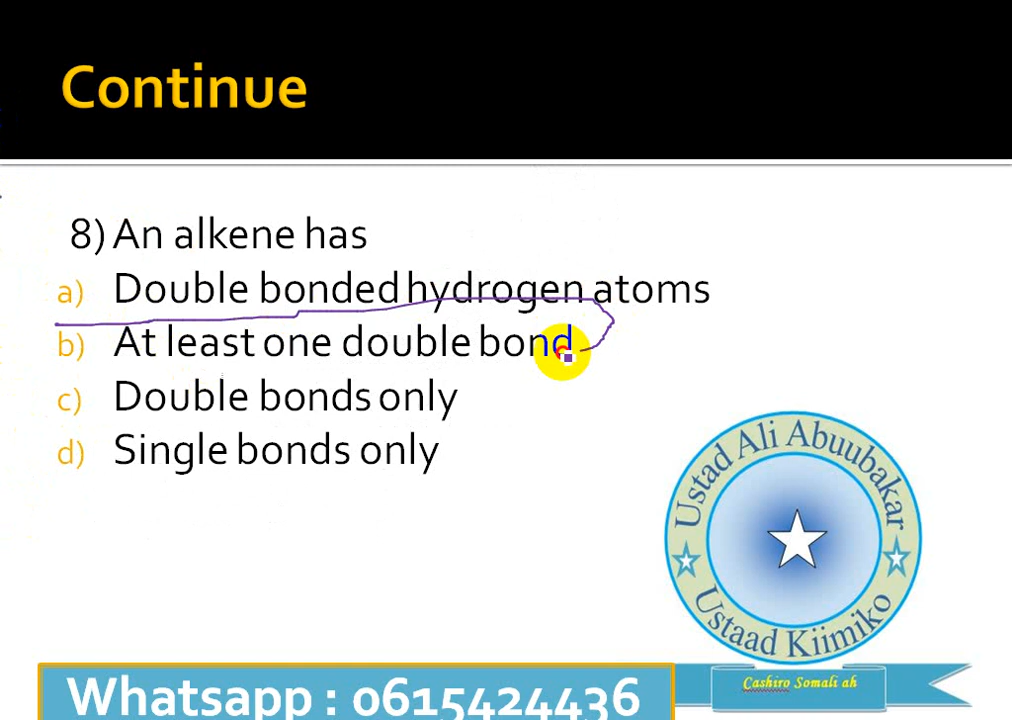 Continue
8) An alkene has
a) Double bonded hydrogen atoms
b) At least one double bond
c) Double bonds only
d) Single bonds only
Ustad Ali Abuubakar
Ustaad Kiimiko
Cashiro Somali ah
Whatsapp : 0615424436